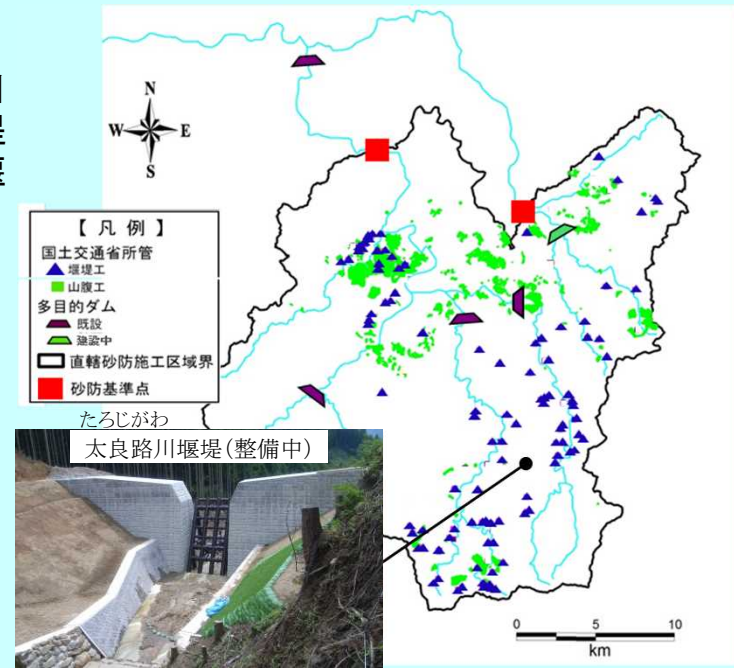 N
W E
S
【 凡 例 】
国土交通省所管
堰堤工
山腹工
多目的ダム
既設
建設中
直轄砂防施工区域界
砂防基準点
たろじがわ
太良路川堰堤(整備中)
0 5 10
km